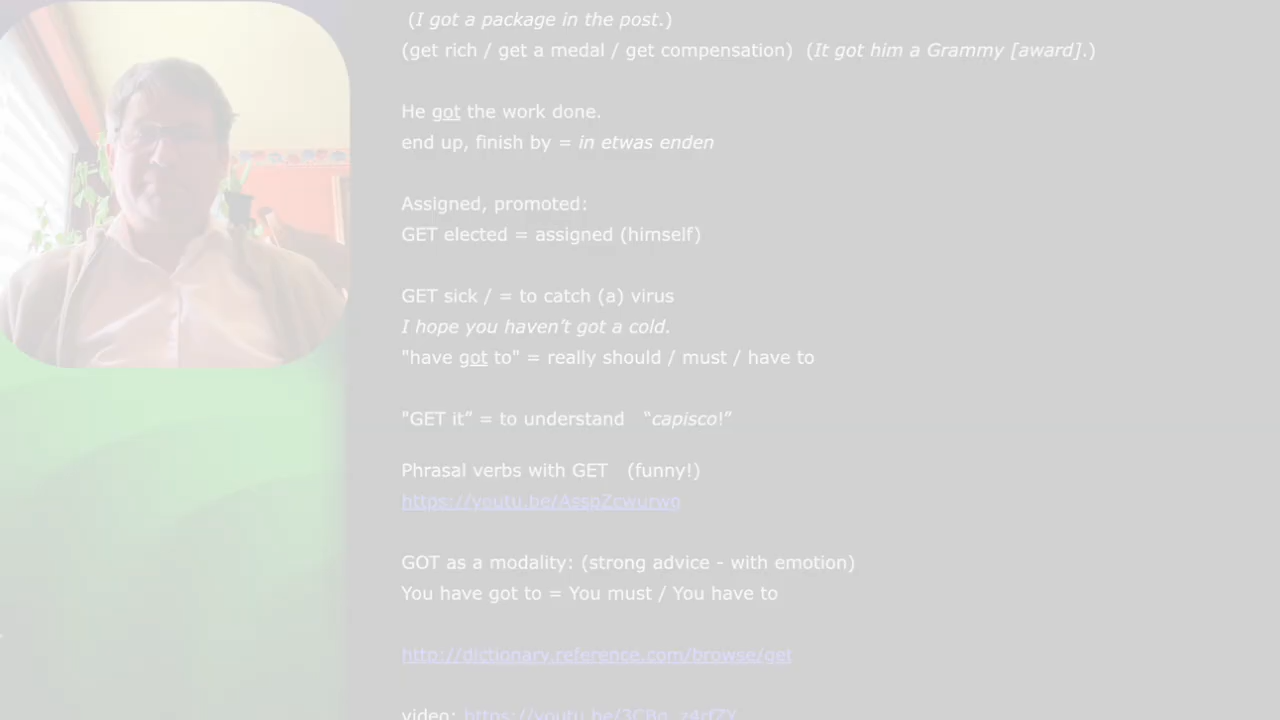 (I got a package in the post.)
(get rich / get a medal / get compensation) (It got him a Grammy [award].)
He got the work done.
end up, finish by = in etwas enden
Assigned, promoted:
GET elected = assigned (himself)
GET sick / = to catch (a) virus
I hope you haven't got a cold.
"have got to" = really should / must / have to
"GET it” = to understand “capisco!”
Phrasal verbs with GET (funny!)
https://youtu.be/AsspZcwurwg
GOT as a modality: (strong advice - with emotion)
You have got to = You must / You have to
http://dictionary.reference.com/browse/get
video: